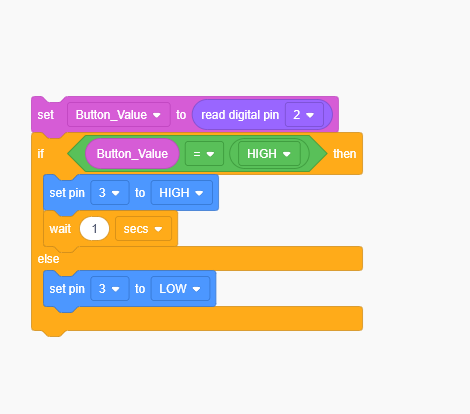 set Button_Value to read digital pin 2
if Button_Value = HIGH then
set pin 3 to HIGH
wait 1 secs
else
set pin 3 to LOW